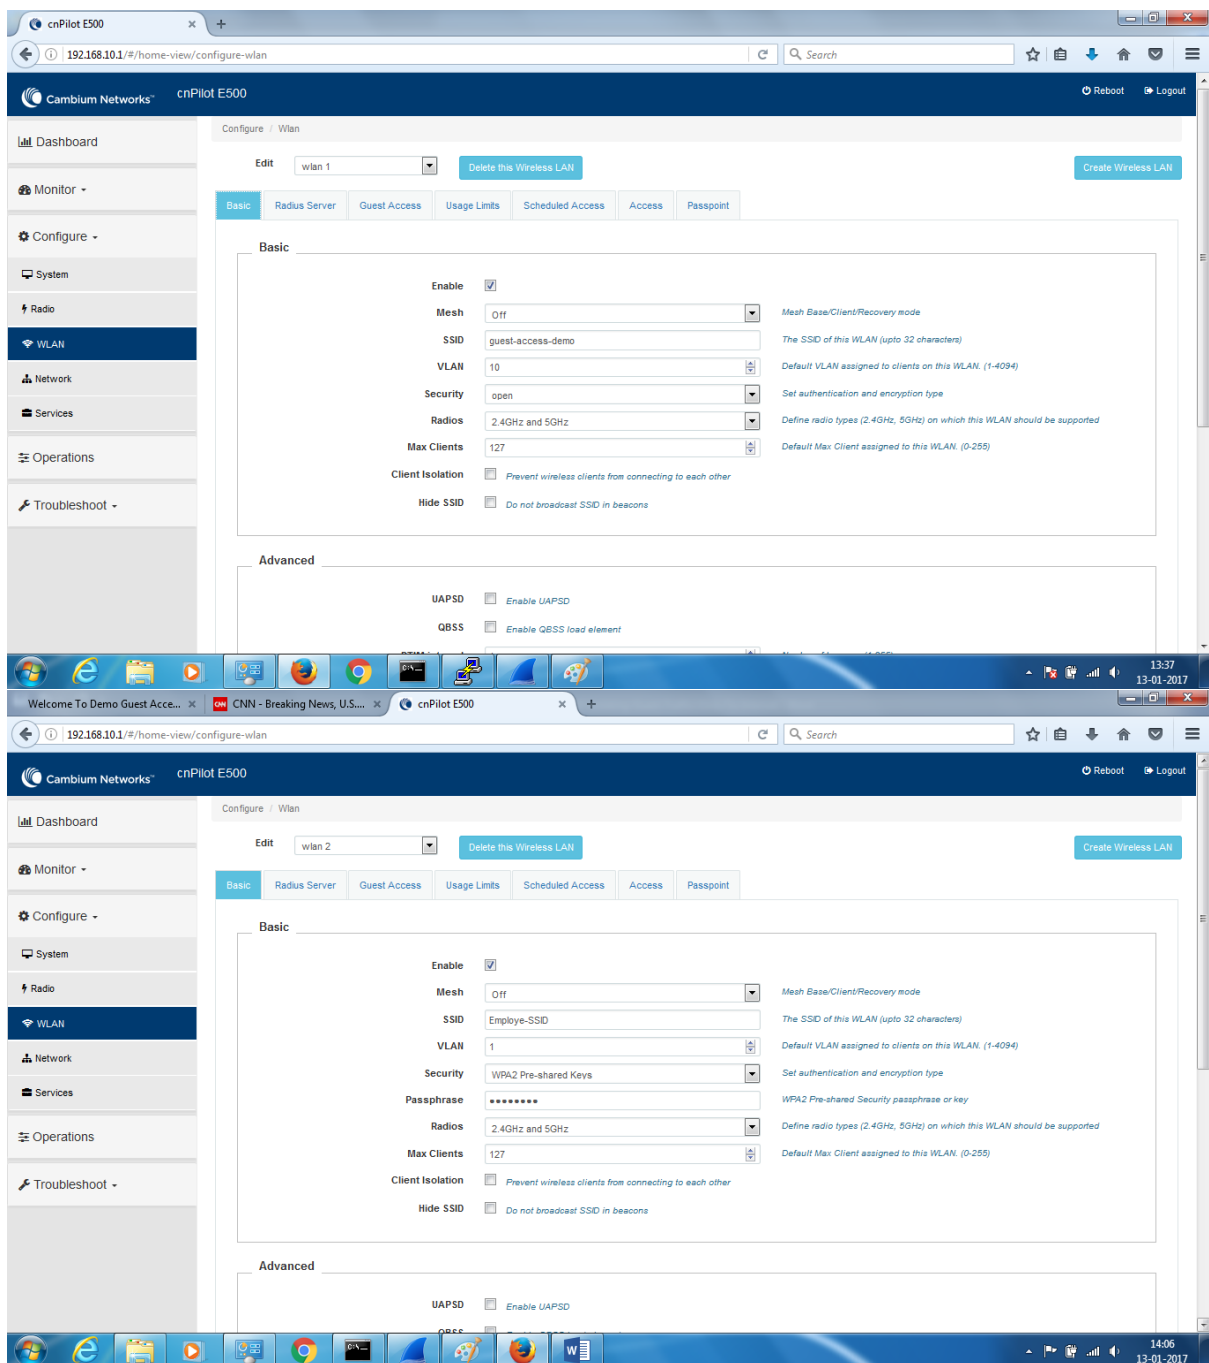 cnPilot E500
192.168.10.1/#/home-view/configure-wlan
Search
Cambium Networks™ cnPilot E500 Reboot Logout
Dashboard
Monitor
Configure
System
Radio
WLAN
Network
Services
Operations
Troubleshoot
Configure / Wlan
Edit wlan 1 Delete this Wireless LAN Create Wireless LAN
Basic Radius Server Guest Access Usage Limits Scheduled Access Access Passpoint
Basic
Enable
Mesh Off Mesh Base/Client/Recovery mode
SSID guest-access-demo The SSID of this WLAN (upto 32 characters)
VLAN 10 Default VLAN assigned to clients on this WLAN. (1-4094)
Security open Set authentication and encryption type
Radios 2.4GHz and 5GHz Define radio types (2.4GHz, 5GHz) on which this WLAN should be supported
Max Clients 127 Default Max Client assigned to this WLAN. (0-255)
Client Isolation Prevent wireless clients from connecting to each other
Hide SSID Do not broadcast SSID in beacons
Advanced
UAPSD Enable UAPSD
QBSS Enable QBSS load element
13:37
13-01-2017
Welcome To Demo Guest Acce... CNN - Breaking News, U.S.... cnPilot E500
192.168.10.1/#/home-view/configure-wlan
Search
Cambium Networks™ cnPilot E500 Reboot Logout
Dashboard
Monitor
Configure
System
Radio
WLAN
Network
Services
Operations
Troubleshoot
Configure / Wlan
Edit wlan 2 Delete this Wireless LAN Create Wireless LAN
Basic Radius Server Guest Access Usage Limits Scheduled Access Access Passpoint
Basic
Enable
Mesh Off Mesh Base/Client/Recovery mode
SSID Employe-SSID The SSID of this WLAN (upto 32 characters)
VLAN 1 Default VLAN assigned to clients on this WLAN. (1-4094)
Security WPA2 Pre-shared Keys Set authentication and encryption type
Passphrase •••••••• WPA2 Pre-shared Security passphrase or key
Radios 2.4GHz and 5GHz Define radio types (2.4GHz, 5GHz) on which this WLAN should be supported
Max Clients 127 Default Max Client assigned to this WLAN. (0-255)
Client Isolation Prevent wireless clients from connecting to each other
Hide SSID Do not broadcast SSID in beacons
Advanced
UAPSD Enable UAPSD
14:06
13-01-2017